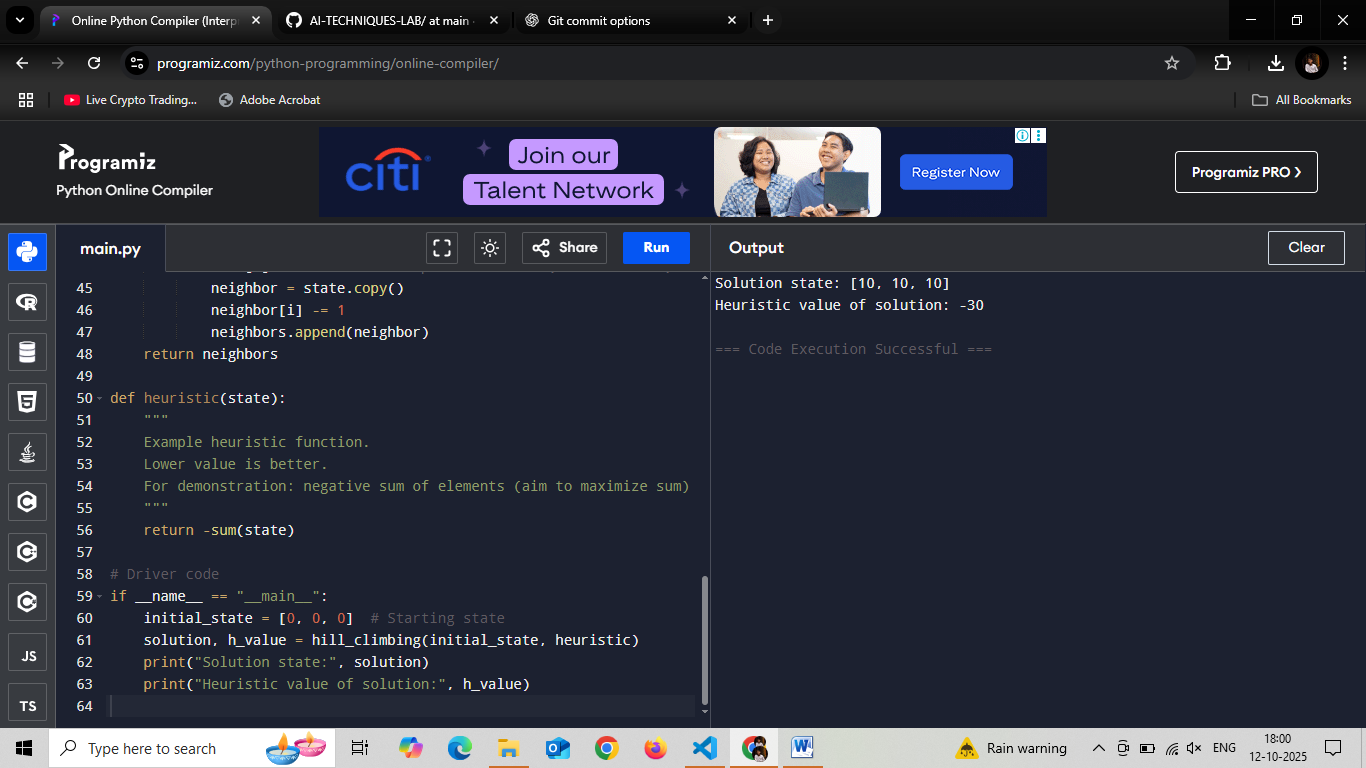 Online Python Compiler (Interp
AI-TECHNIQUES-LAB/ at main
Git commit options
programiz.com/python-programming/online-compiler/
Live Crypto Trading...
Adobe Acrobat
All Bookmarks
Programiz
Python Online Compiler
citi
Join our
Talent Network
Register Now
Programiz PRO ❯
main.py
Share
Run
Output
Clear
45 neighbor = state.copy()
46 neighbor[i] -= 1
47 neighbors.append(neighbor)
48 return neighbors
49
50 def heuristic(state):
51 """
52 Example heuristic function.
53 Lower value is better.
54 For demonstration: negative sum of elements (aim to maximize sum)
55 """
56 return -sum(state)
57
58 # Driver code
59 if __name__ == "__main__":
60 initial_state = [0, 0, 0]  # Starting state
61 solution, h_value = hill_climbing(initial_state, heuristic)
62 print("Solution state:", solution)
63 print("Heuristic value of solution:", h_value)
64
Solution state: [10, 10, 10]
Heuristic value of solution: -30
=== Code Execution Successful ===
JS
TS
Type here to search
Rain warning
ENG
18:00
12-10-2025